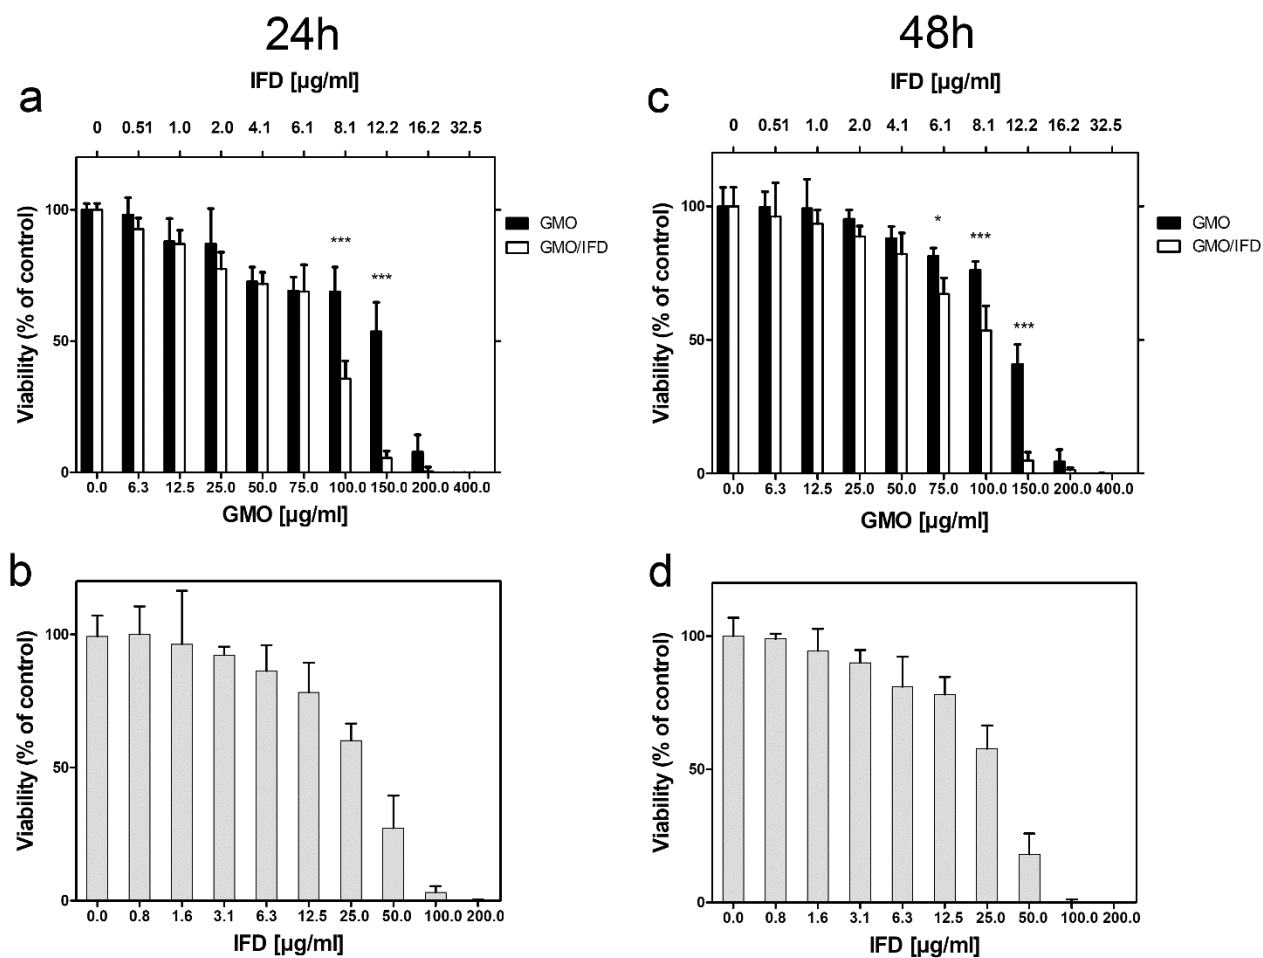 24h
48h
a
IFD [µg/ml]
0 0.51 1.0 2.0 4.1 6.1 8.1 12.2 16.2 32.5
Viability (% of control)
100
50
0
***
***
GMO
GMO/IFD
0.0 6.3 12.5 25.0 50.0 75.0 100.0 150.0 200.0 400.0
GMO [µg/ml]
c
IFD [µg/ml]
0 0.51 1.0 2.0 4.1 6.1 8.1 12.2 16.2 32.5
Viability (% of control)
100
50
0
*
***
***
GMO
GMO/IFD
0.0 6.3 12.5 25.0 50.0 75.0 100.0 150.0 200.0 400.0
GMO [µg/ml]
b
Viability (% of control)
100
50
0
0.0 0.8 1.6 3.1 6.3 12.5 25.0 50.0 100.0 200.0
IFD [µg/ml]
d
Viability (% of control)
100
50
0
0.0 0.8 1.6 3.1 6.3 12.5 25.0 50.0 100.0 200.0
IFD [µg/ml]